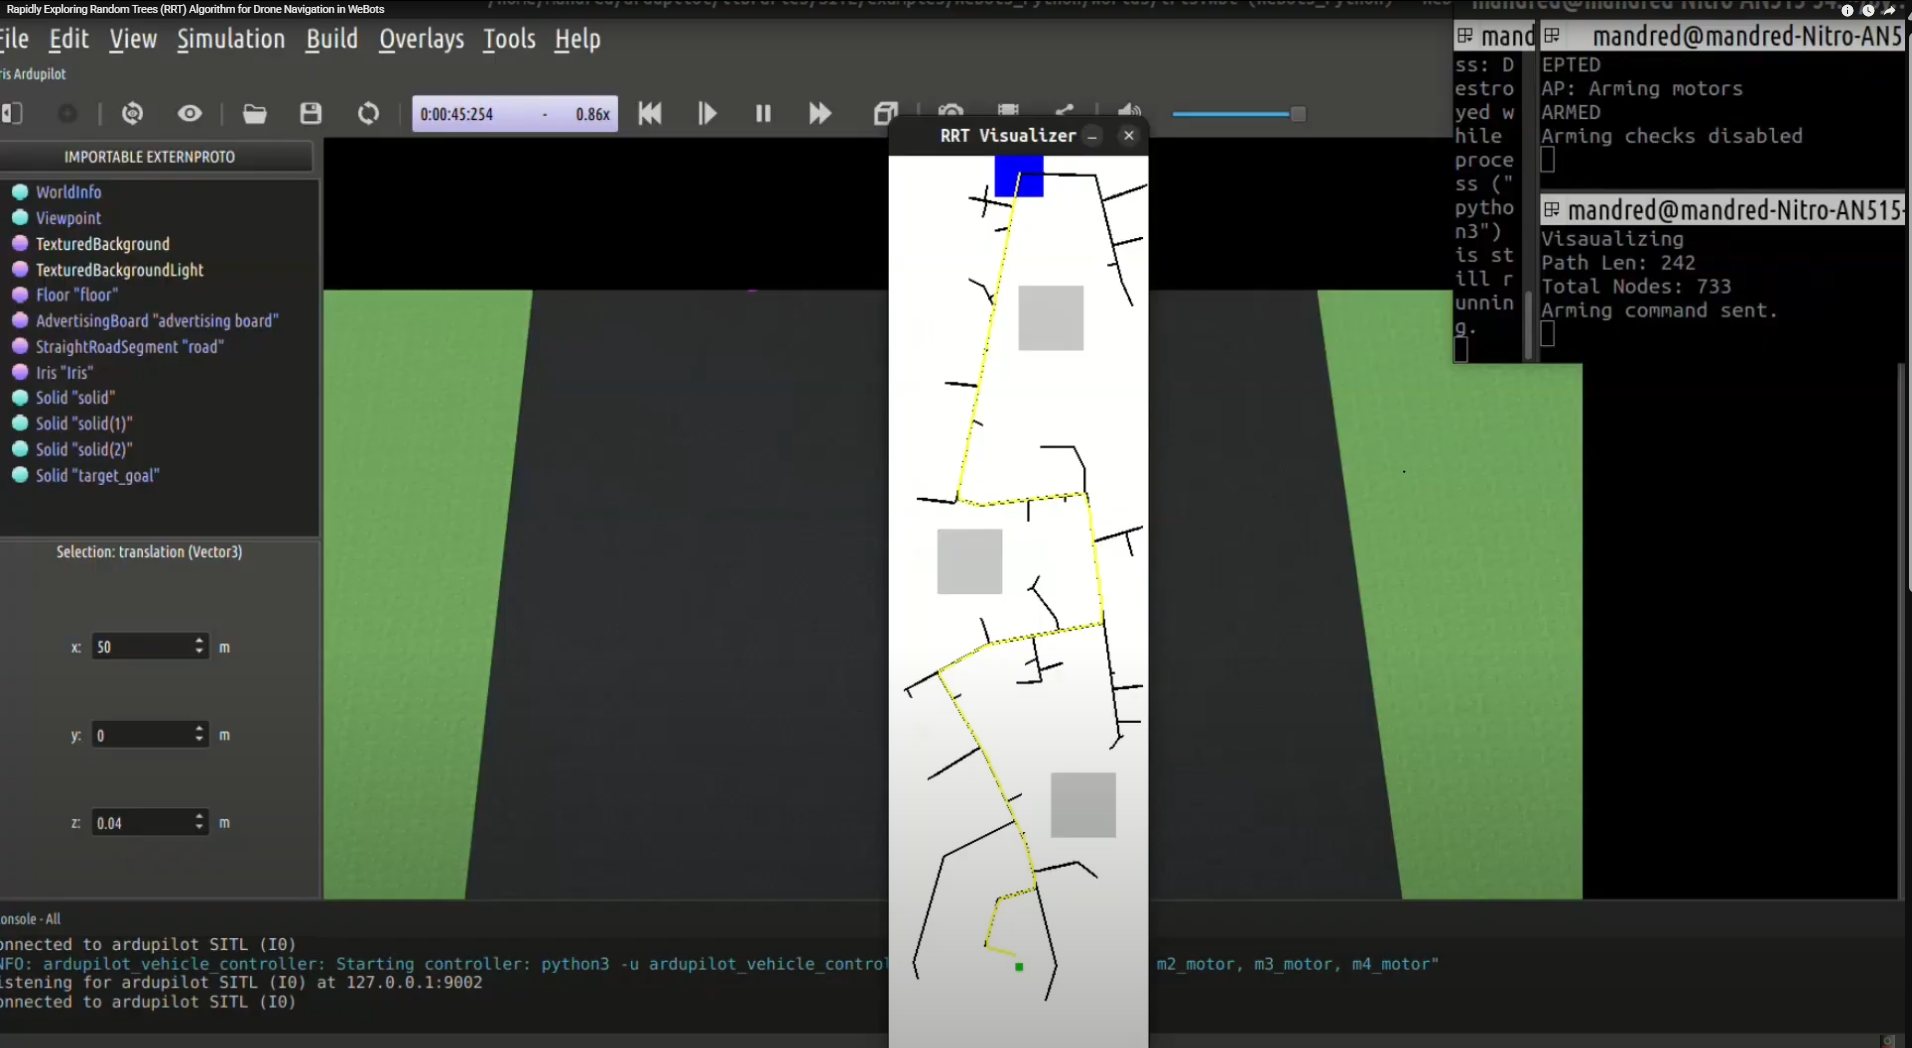 Rapidly Exploring Random Trees (RRT) Algorithm for Drone Navigation in WeBots
File Edit View Simulation Build Overlays Tools Help
ris Ardupilot
0:00:45:254 - 0.86x
IMPORTABLE EXTERNPROTO
WorldInfo
Viewpoint
TexturedBackground
TexturedBackgroundLight
Floor "floor"
AdvertisingBoard "advertising board"
StraightRoadSegment "road"
Iris "Iris"
Solid "solid"
Solid "solid(1)"
Solid "solid(2)"
Solid "target_goal"
Selection: translation (Vector3)
x: 50 m
y: 0 m
z: 0.04 m
RRT Visualizer
mand
ss: D
estro
yed w
hile
proce
ss ("
pytho
n3")
is st
ill r
unnin
g.
mandred@mandred-Nitro-AN5
EPTED
AP: Arming motors
ARMED
Arming checks disabled
mandred@mandred-Nitro-AN515-
Visaualizing
Path Len: 242
Total Nodes: 733
Arming command sent.
onsole - All
onnected to ardupilot SITL (I0)
NFO: ardupilot_vehicle_controller: Starting controller: python3 -u ardupilot_vehicle_control m2_motor, m3_motor, m4_motor"
istening for ardupilot SITL (I0) at 127.0.0.1:9002
onnected to ardupilot SITL (I0)